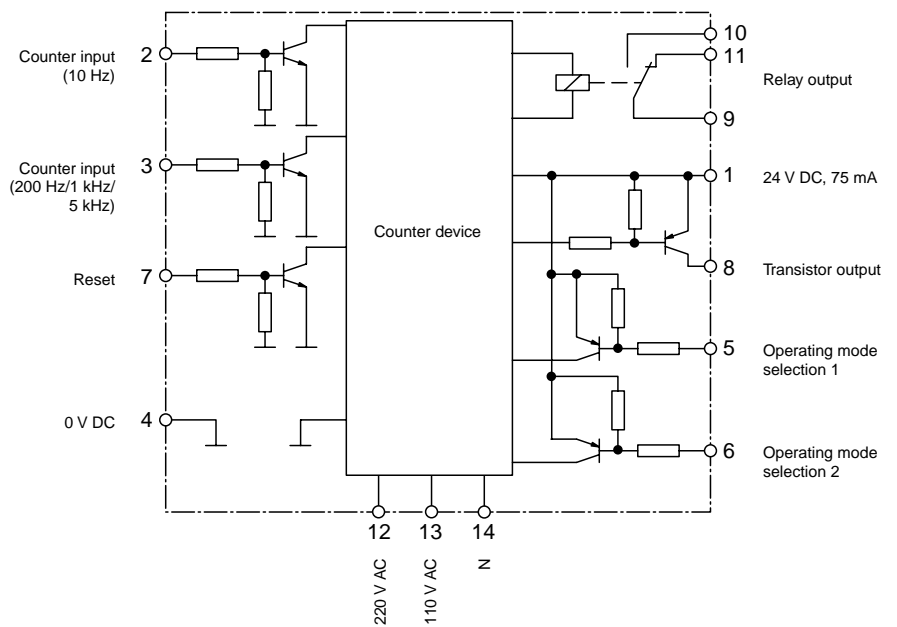 Counter input
(10 Hz)
2
Counter input
(200 Hz/1 kHz/
5 kHz)
3
Reset
7
0 V DC
4
Counter device
10
11
Relay output
9
1
24 V DC, 75 mA
8
Transistor output
5
Operating mode
selection 1
6
Operating mode
selection 2
12
13
14
220 V AC
110 V AC
N